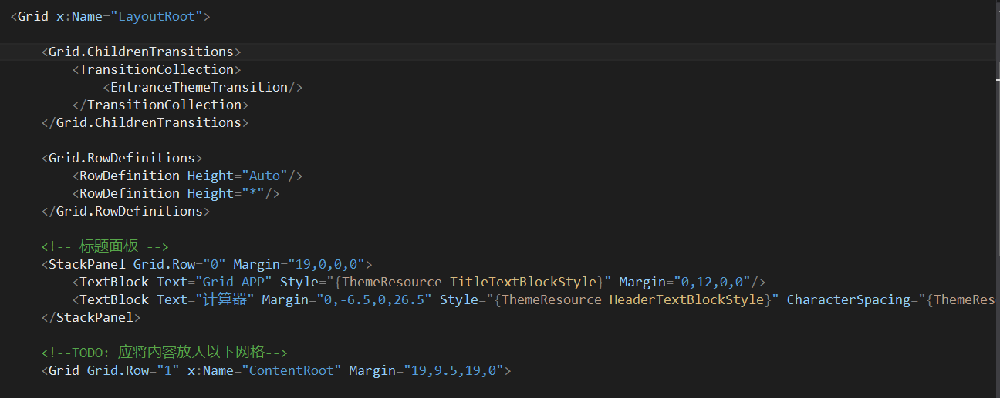 <Grid x:Name="LayoutRoot">
<Grid.ChildrenTransitions>
<TransitionCollection>
<EntranceThemeTransition/>
</TransitionCollection>
</Grid.ChildrenTransitions>
<Grid.RowDefinitions>
<RowDefinition Height="Auto"/>
<RowDefinition Height="*"/>
</Grid.RowDefinitions>
<!-- 标题面板 -->
<StackPanel Grid.Row="0" Margin="19,0,0,0">
<TextBlock Text="Grid APP" Style="{ThemeResource TitleTextBlockStyle}" Margin="0,12,0,0"/>
<TextBlock Text="计算器" Margin="0,-6.5,0,26.5" Style="{ThemeResource HeaderTextBlockStyle}" CharacterSpacing="{ThemeRes
</StackPanel>
<!--TODO: 应将内容放入以下网格-->
<Grid Grid.Row="1" x:Name="ContentRoot" Margin="19,9.5,19,0">